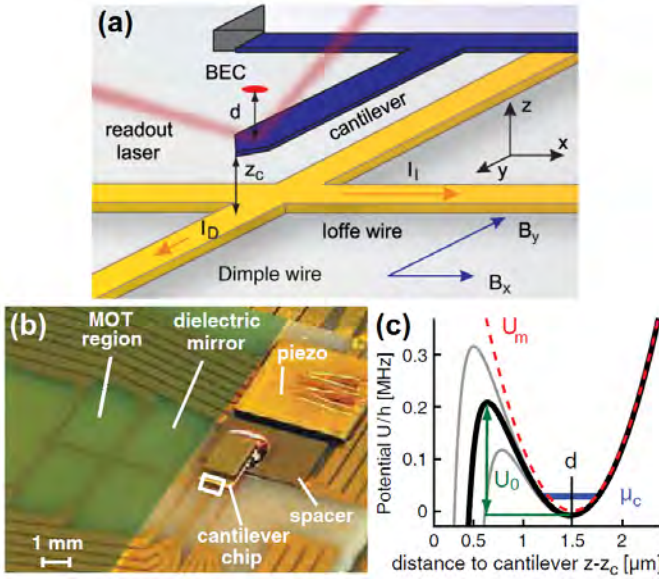 (a)
BEC
d
readout
laser
z_c
cantilever
z
x
y
I_I
I_D
Ioffe wire
Dimple wire
B_y
B_x
(b)
MOT
region
dielectric
mirror
piezo
spacer
cantilever
chip
1 mm
(c)
U_m
0.3
0.2
0.1
0
Potential U/h [MHz]
d
U_0
μ_c
0 0.5 1.0 1.5 2.0
distance to cantilever z-z_c [μm]